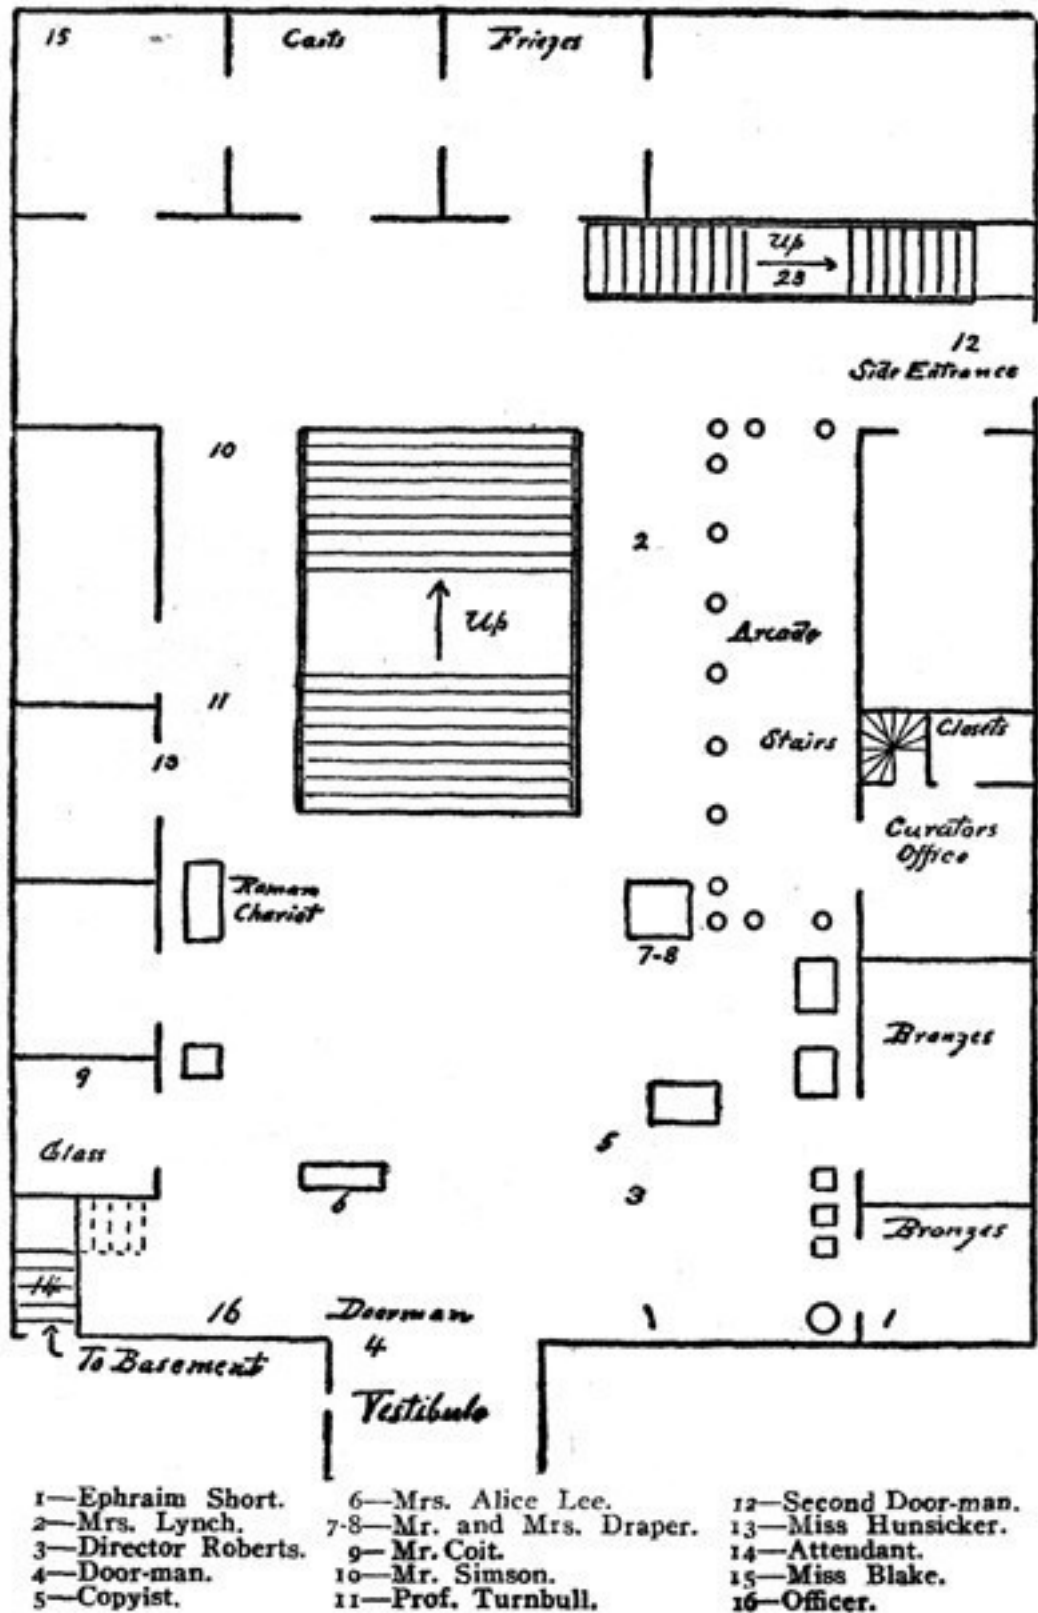 15 Casts Friezes
Up
23
12
Side Entrance
10
2
Up
Arcade
11
Stairs Closets
13
Curators
Office
Roman
Chariot
7-8
Bronzes
9
5
Glass
6 3
Bronzes
14
16 Doorman 1
4
To Basement
Vestibule
1—Ephraim Short.
2—Mrs. Lynch.
3—Director Roberts.
4—Door-man.
5—Copyist.
6—Mrs. Alice Lee.
7-8—Mr. and Mrs. Draper.
9—Mr. Coit.
10—Mr. Simson.
11—Prof. Turnbull.
12—Second Door-man.
13—Miss Hunsicker.
14—Attendant.
15—Miss Blake.
16—Officer.